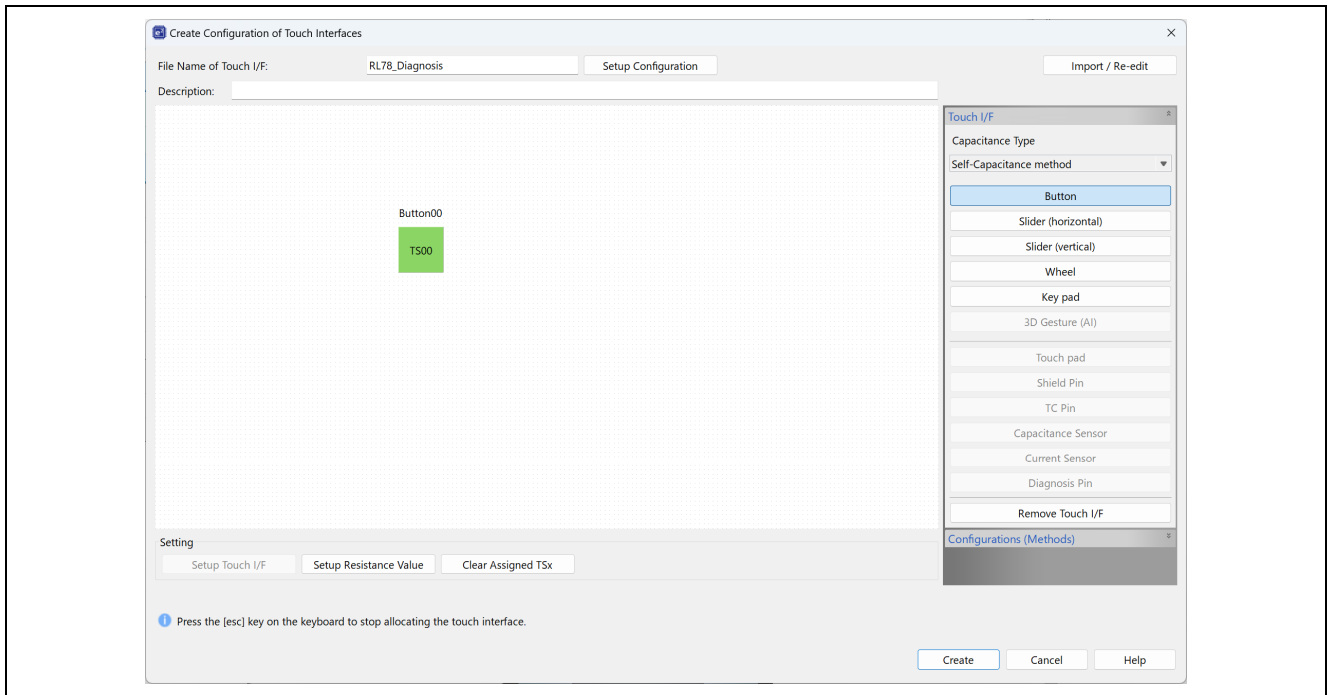 Create Configuration of Touch Interfaces
File Name of Touch I/F: RL78_Diagnosis Setup Configuration Import / Re-edit
Description:
Button00
TS00
Touch I/F
Capacitance Type
Self-Capacitance method
Button
Slider (horizontal)
Slider (vertical)
Wheel
Key pad
3D Gesture (AI)
Touch pad
Shield Pin
TC Pin
Capacitance Sensor
Current Sensor
Diagnosis Pin
Remove Touch I/F
Configurations (Methods)
Setting
Setup Touch I/F Setup Resistance Value Clear Assigned TSx
Press the [esc] key on the keyboard to stop allocating the touch interface.
Create Cancel Help